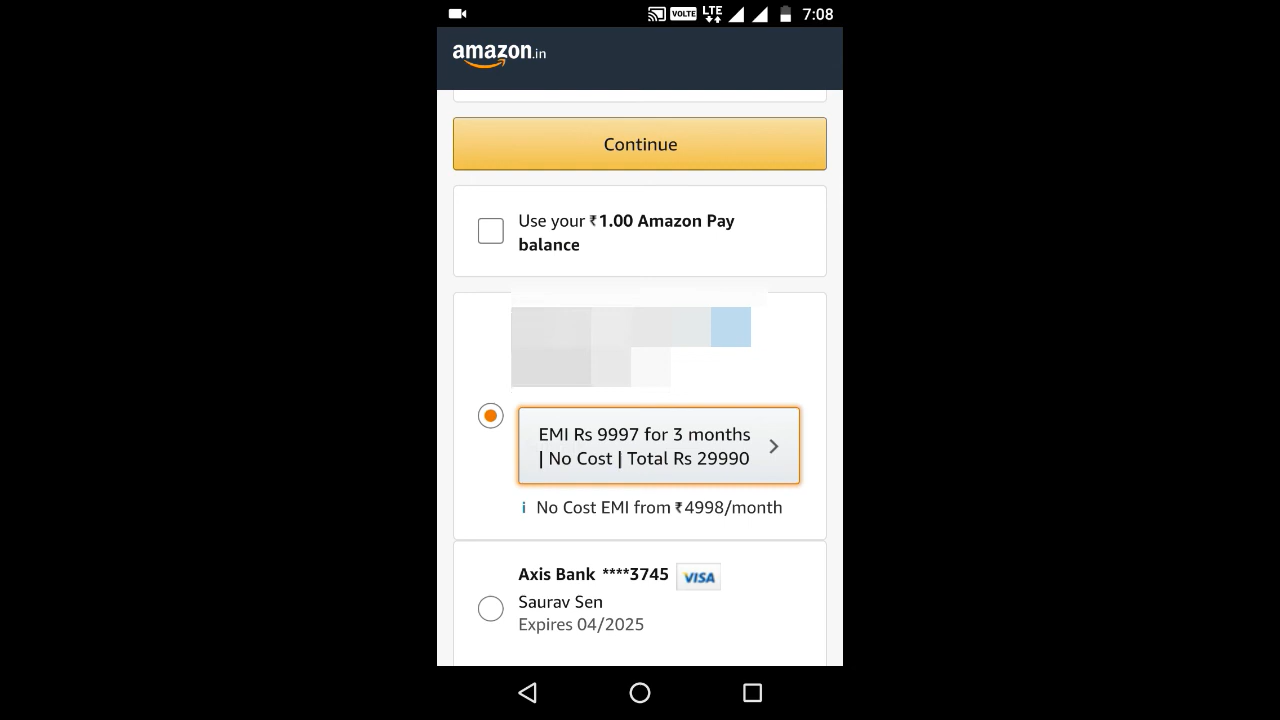 VOLTE LTE 7:08
amazon.in
Continue
Use your ₹1.00 Amazon Pay
balance
EMI Rs 9997 for 3 months
| No Cost | Total Rs 29990
i No Cost EMI from ₹4998/month
Axis Bank ****3745 VISA
Saurav Sen
Expires 04/2025